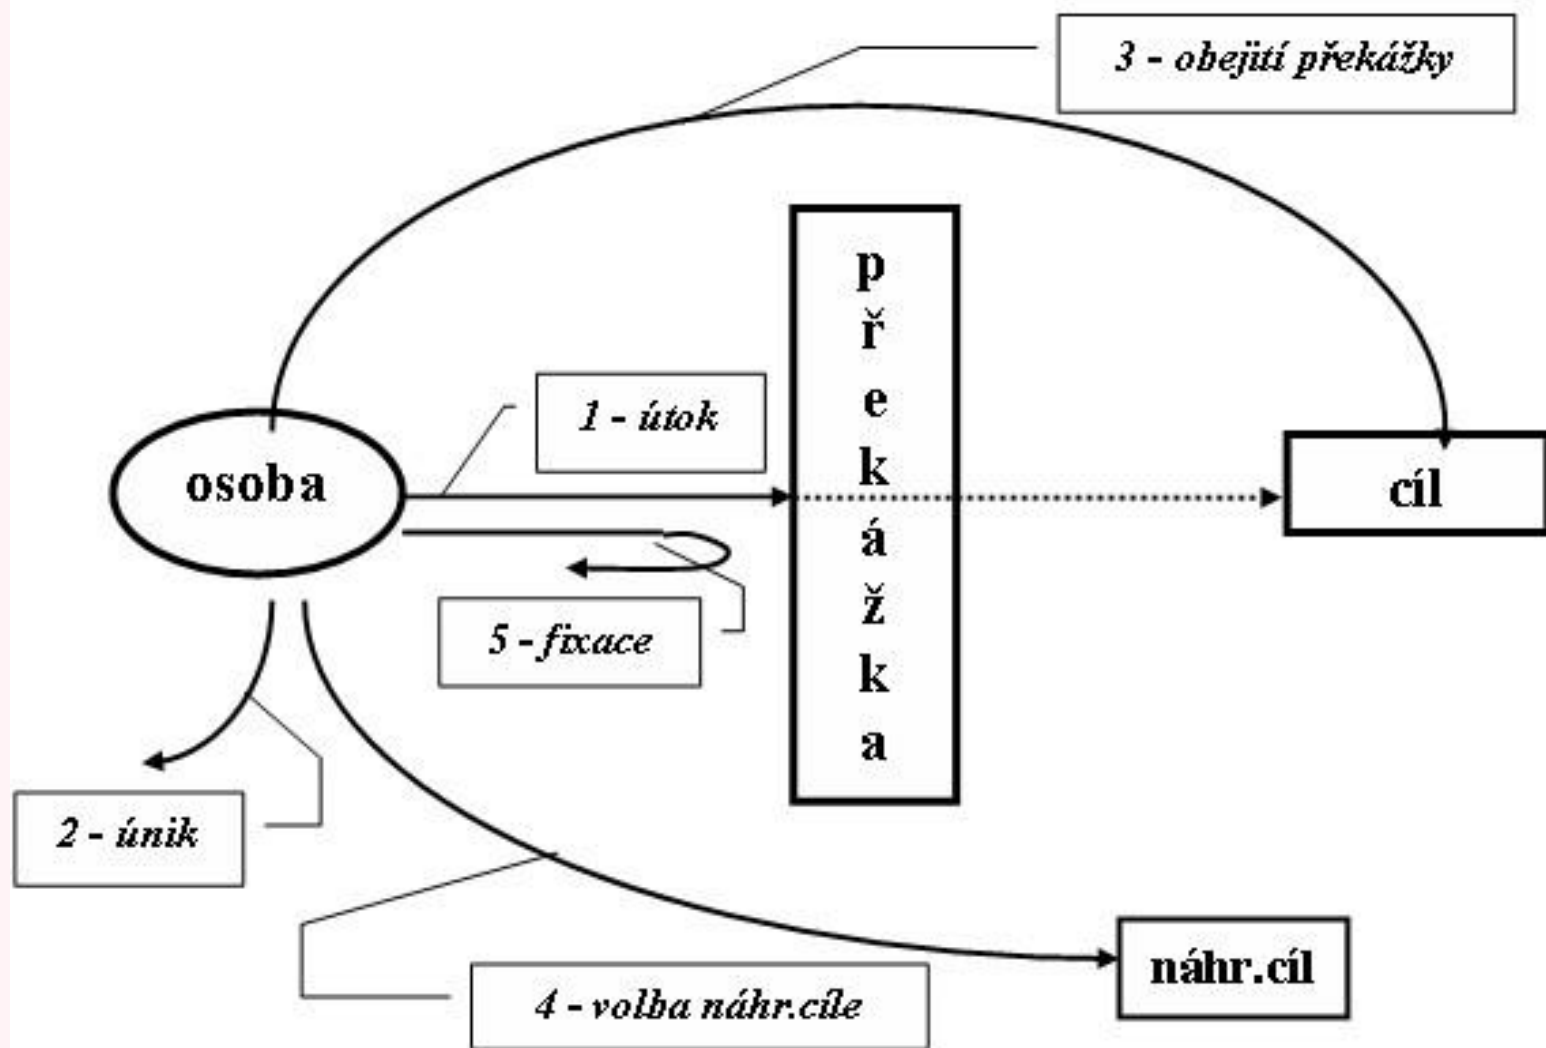 3 - obejití překážky
p
ř
e
k
á
ž
k
a
1 - útok
osoba
cíl
5 - fixace
2 - únik
náhr.cíl
4 - volba náhr.cíle